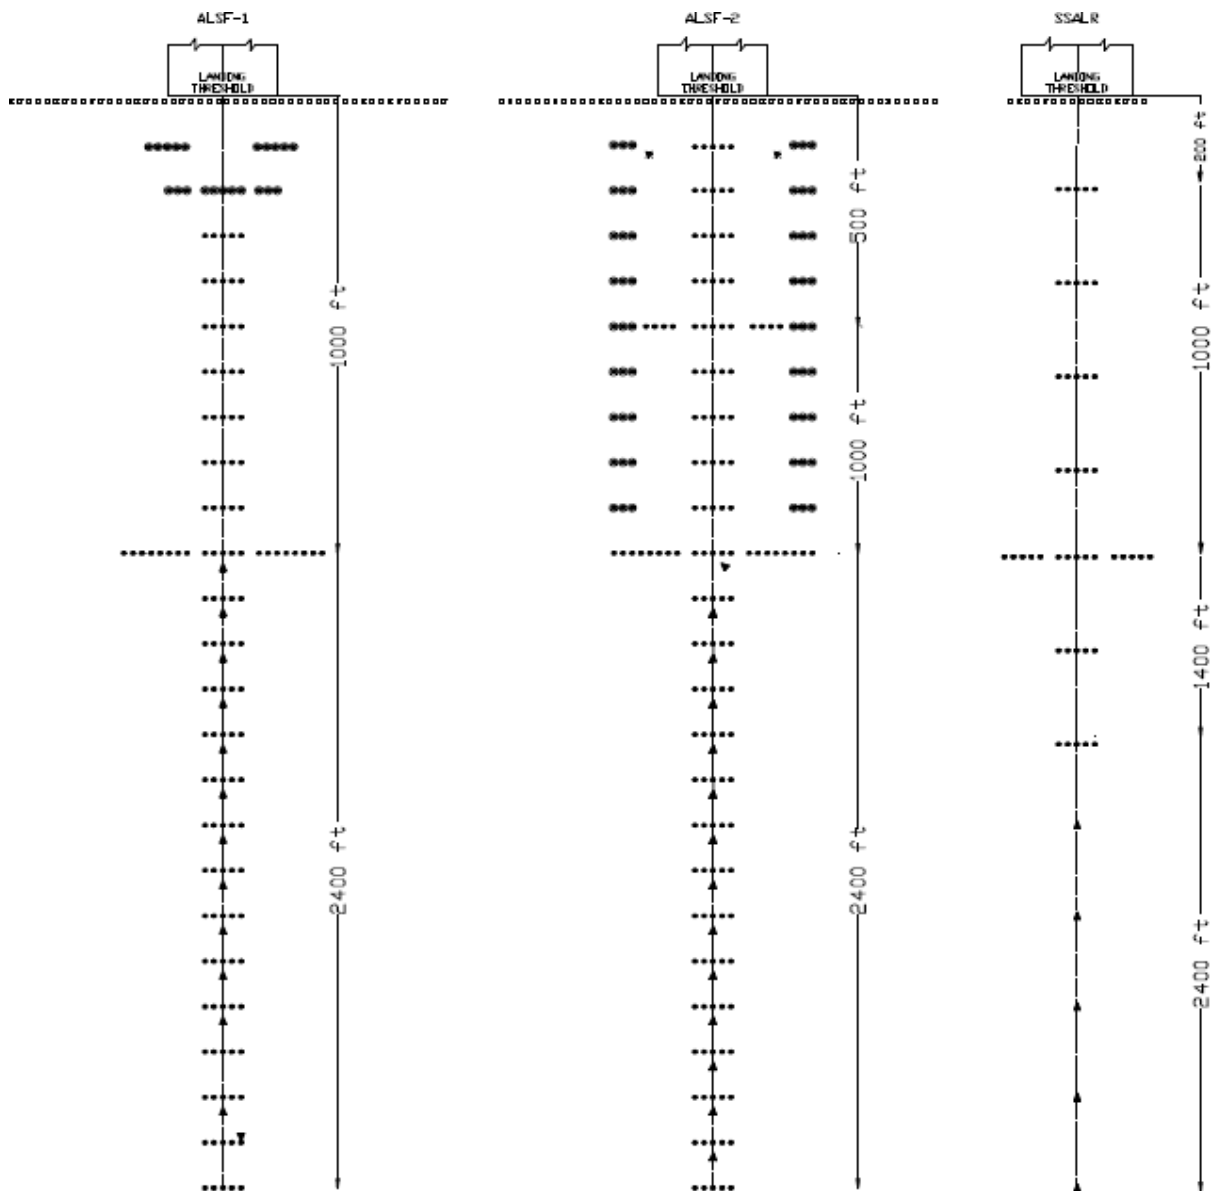 ALSF-1
LANDING
THRESHOLD
1000 ft
2400 ft
ALSF-2
LANDING
THRESHOLD
500 ft
1000 ft
2400 ft
SSALR
LANDING
THRESHOLD
200 ft
1000 ft
1400 ft
2400 ft